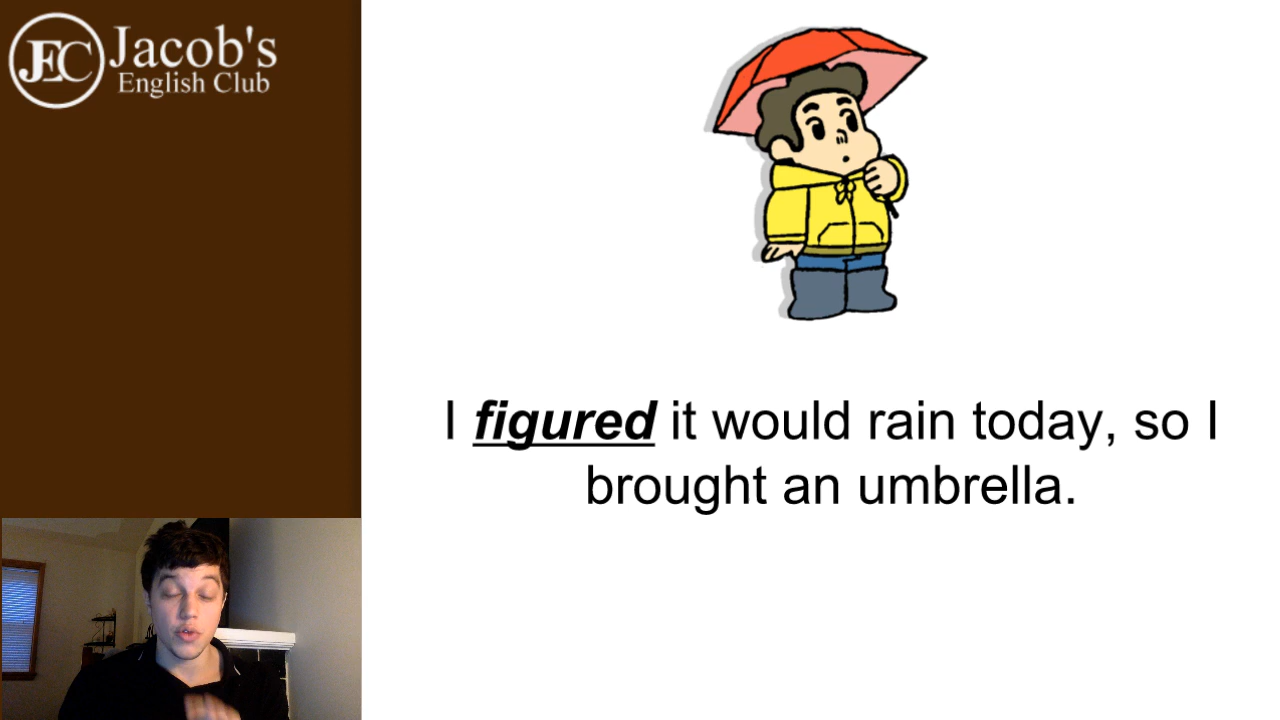 JEC
Jacob's
English Club
I figured it would rain today, so I
brought an umbrella.